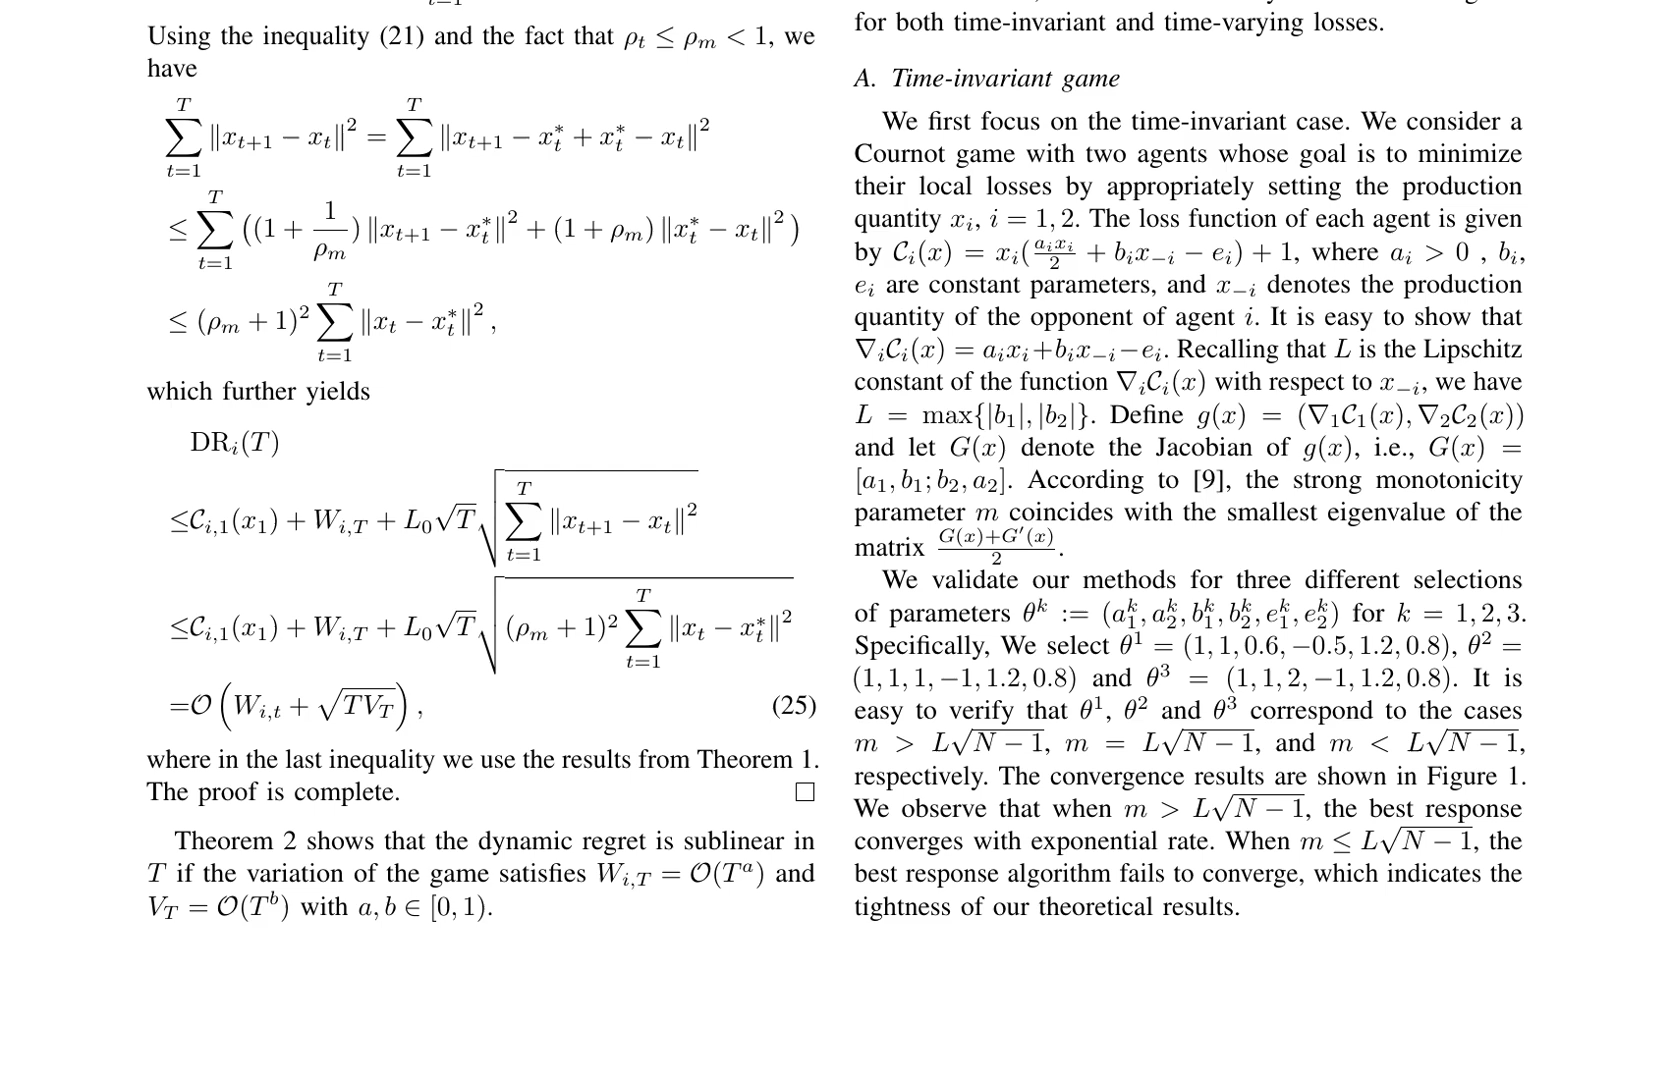 t=1
Using the inequality (21) and the fact that ρ_t ≤ ρ_m < 1, we
have
∑_{t=1}^{T} ‖x_{t+1} − x_t‖² = ∑_{t=1}^{T} ‖x_{t+1} − x_t^* + x_t^* − x_t‖²
≤ ∑_{t=1}^{T} ((1 + 1/ρ_m) ‖x_{t+1} − x_t^*‖² + (1 + ρ_m) ‖x_t^* − x_t‖²)
≤ (ρ_m + 1)² ∑_{t=1}^{T} ‖x_t − x_t^*‖² ,
which further yields
DR_i(T)
≤C_{i,1}(x_1) + W_{i,T} + L_0√T √(∑_{t=1}^{T} ‖x_{t+1} − x_t‖²)
≤C_{i,1}(x_1) + W_{i,T} + L_0√T √((ρ_m + 1)² ∑_{t=1}^{T} ‖x_t − x_t^*‖²)
=O (W_{i,t} + √(TV_T)) , (25)
where in the last inequality we use the results from Theorem 1.
The proof is complete. □
Theorem 2 shows that the dynamic regret is sublinear in
T if the variation of the game satisfies W_{i,T} = O(T^a) and
V_T = O(T^b) with a, b ∈ [0, 1).
for both time-invariant and time-varying losses.
A. Time-invariant game
We first focus on the time-invariant case. We consider a
Cournot game with two agents whose goal is to minimize
their local losses by appropriately setting the production
quantity x_i, i = 1, 2. The loss function of each agent is given
by C_i(x) = x_i(a_i x_i/2 + b_i x_{−i} − e_i) + 1, where a_i > 0 , b_i,
e_i are constant parameters, and x_{−i} denotes the production
quantity of the opponent of agent i. It is easy to show that
∇_iC_i(x) = a_i x_i+b_i x_{−i}−e_i. Recalling that L is the Lipschitz
constant of the function ∇_iC_i(x) with respect to x_{−i}, we have
L = max{|b_1|, |b_2|}. Define g(x) = (∇_1C_1(x), ∇_2C_2(x))
and let G(x) denote the Jacobian of g(x), i.e., G(x) =
[a_1, b_1; b_2, a_2]. According to [9], the strong monotonicity
parameter m coincides with the smallest eigenvalue of the
matrix (G(x)+G′(x))/2.
We validate our methods for three different selections
of parameters θ^k := (a_1^k, a_2^k, b_1^k, b_2^k, e_1^k, e_2^k) for k = 1, 2, 3.
Specifically, We select θ¹ = (1, 1, 0.6, −0.5, 1.2, 0.8), θ² =
(1, 1, 1, −1, 1.2, 0.8) and θ³ = (1, 1, 2, −1, 1.2, 0.8). It is
easy to verify that θ¹, θ² and θ³ correspond to the cases
m > L√(N − 1), m = L√(N − 1), and m < L√(N − 1),
respectively. The convergence results are shown in Figure 1.
We observe that when m > L√(N − 1), the best response
converges with exponential rate. When m ≤ L√(N − 1), the
best response algorithm fails to converge, which indicates the
tightness of our theoretical results.